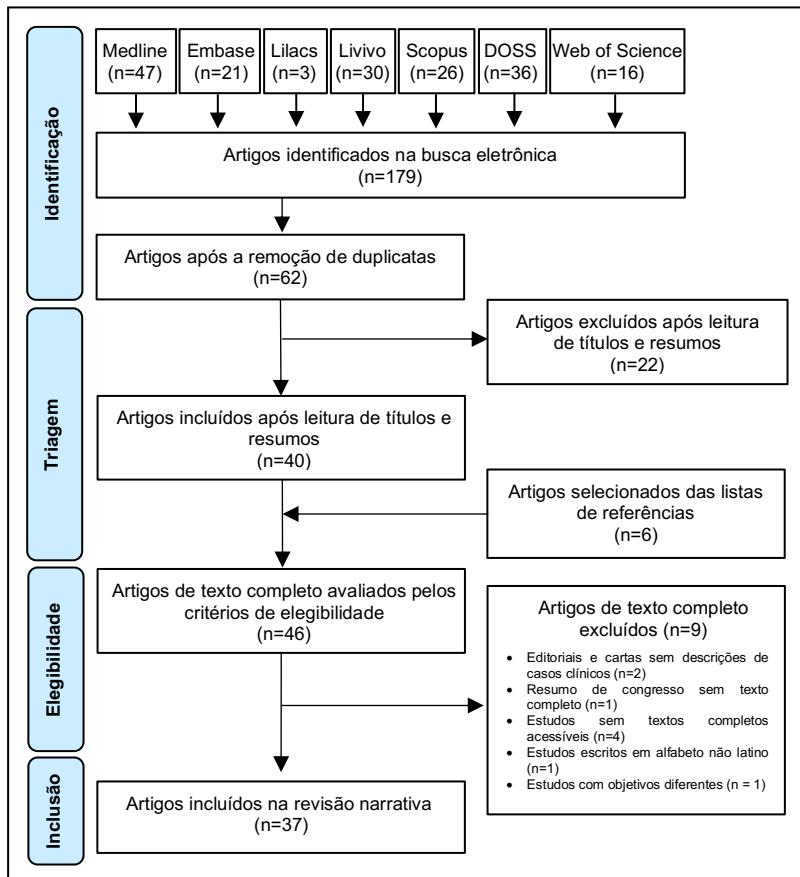 Medline
(n=47)
Embase
(n=21)
Lilacs
(n=3)
Livivo
(n=30)
Scopus
(n=26)
DOSS
(n=36)
Web of Science
(n=16)
Identificação
Artigos identificados na busca eletrônica
(n=179)
Artigos após a remoção de duplicatas
(n=62)
Triagem
Artigos excluídos após leitura
de títulos e resumos
(n=22)
Artigos incluídos após leitura de títulos e
resumos
(n=40)
Artigos selecionados das listas
de referências
(n=6)
Elegibilidade
Artigos de texto completo avaliados pelos
critérios de elegibilidade
(n=46)
Artigos de texto completo
excluídos (n=9)
• Editoriais e cartas sem descrições de
casos clínicos (n=2)
• Resumo de congresso sem texto
completo (n=1)
• Estudos sem textos completos
acessíveis (n=4)
• Estudos escritos em alfabeto não latino
(n=1)
• Estudos com objetivos diferentes (n = 1)
Inclusão
Artigos incluídos na revisão narrativa
(n=37)